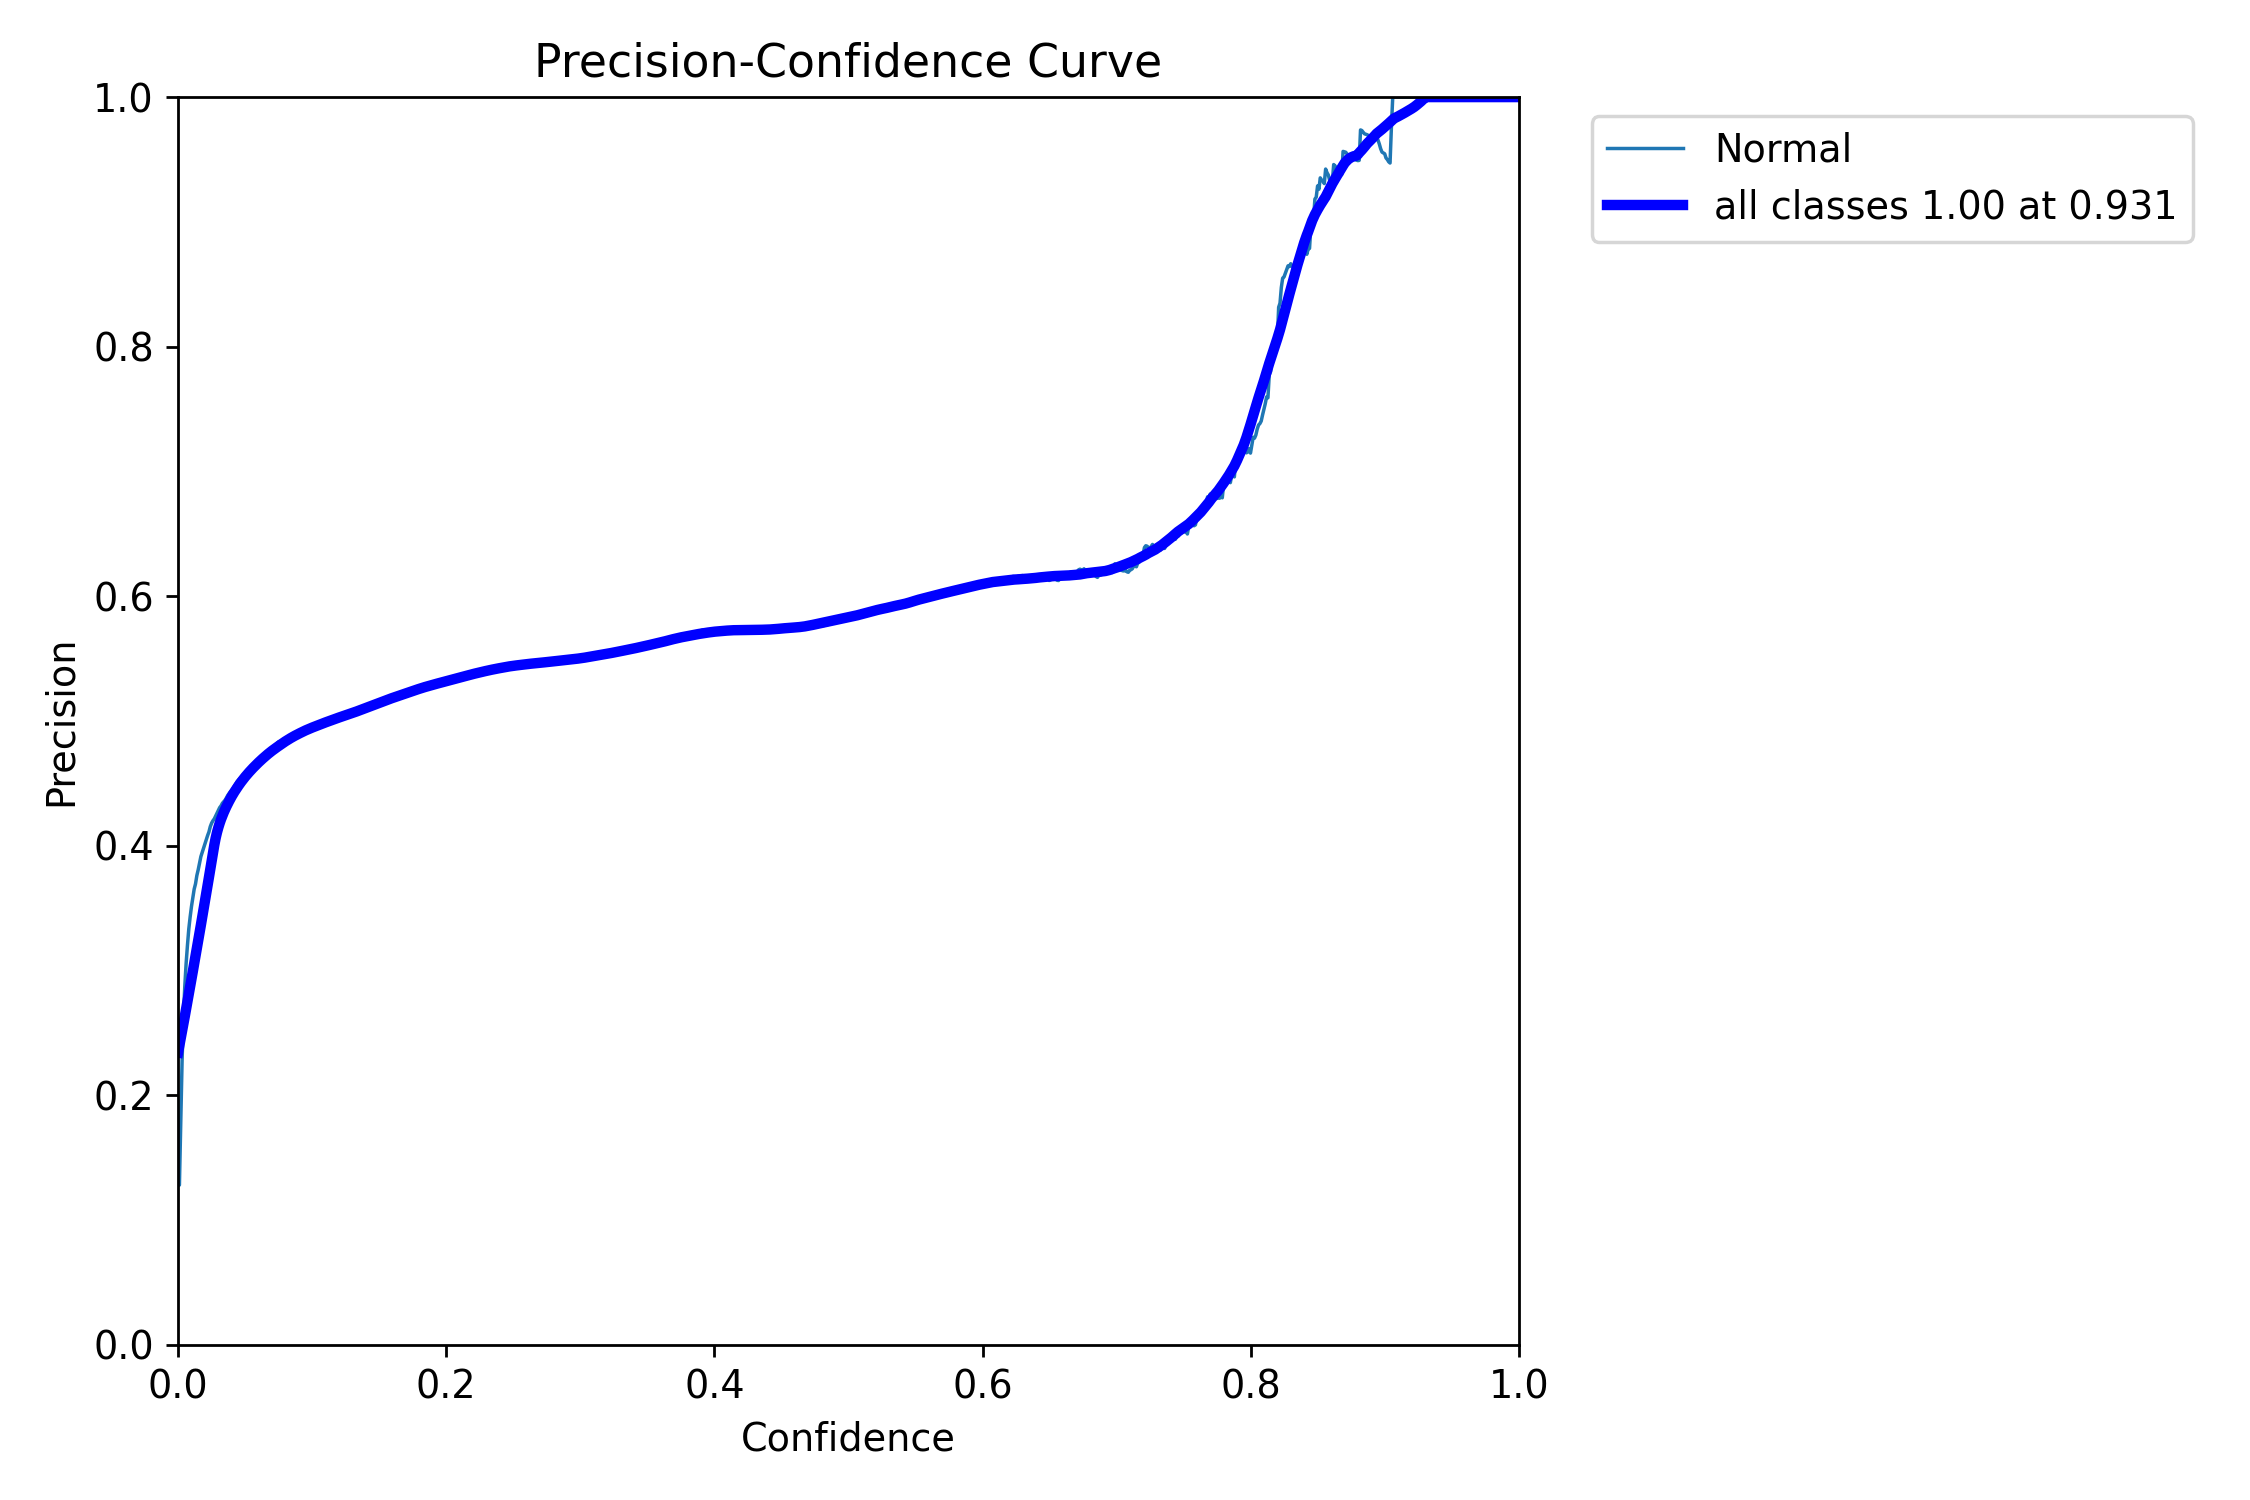 Precision-Confidence Curve
Normal
all classes 1.00 at 0.931
1.0
0.8
0.6
0.4
0.2
0.0
Precision
0.0 0.2 0.4 0.6 0.8 1.0
Confidence